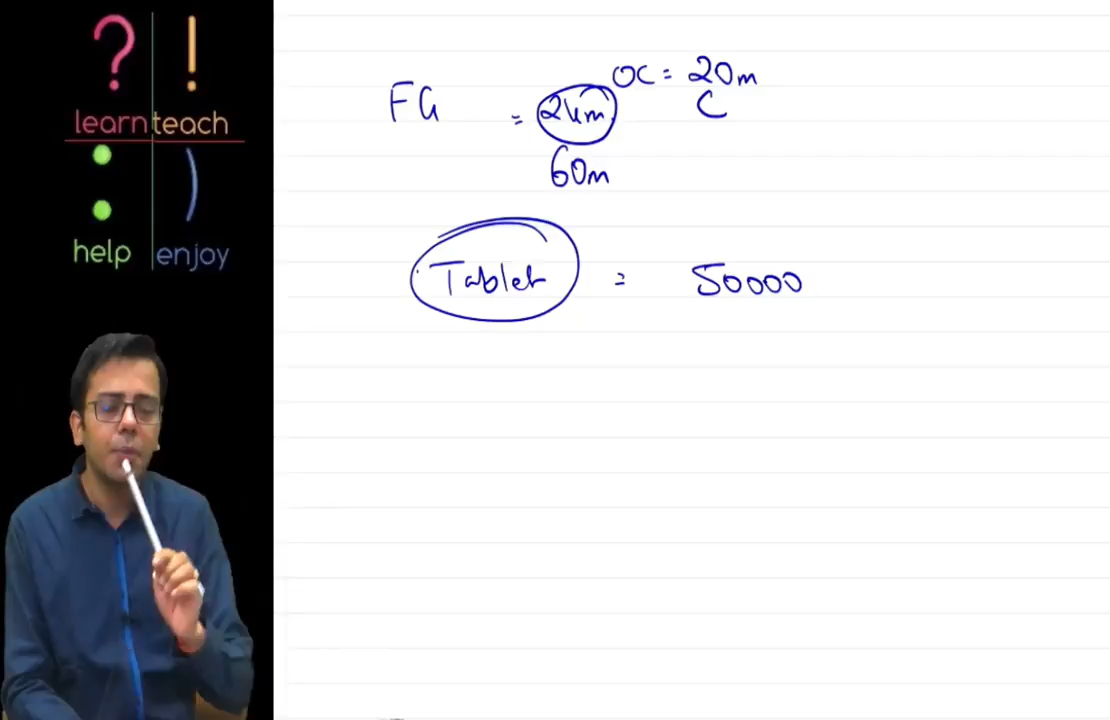 ? !
learn teach
help enjoy
OC = 20m
FG = 24m C
60m
Tablet = 50000